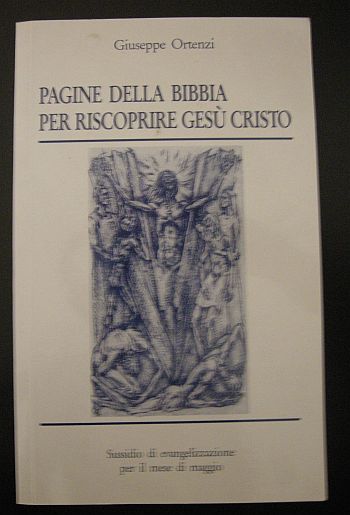 Giuseppe Ortenzi
PAGINE DELLA BIBBIA
PER RISCOPRIRE GESÙ CRISTO
Sussidio di evangelizzazione
per il mese di maggio